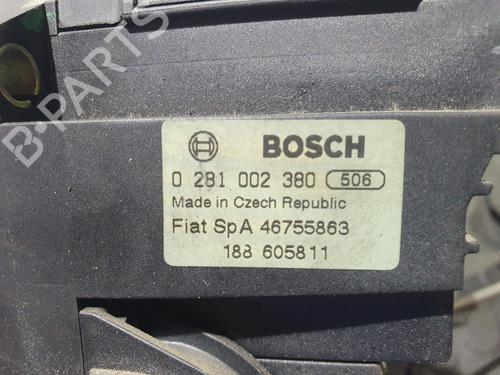 B-PARTS
BOSCH
0 281 002 380 506
Made in Czech Republic
Fiat SpA 46755863
188 605811